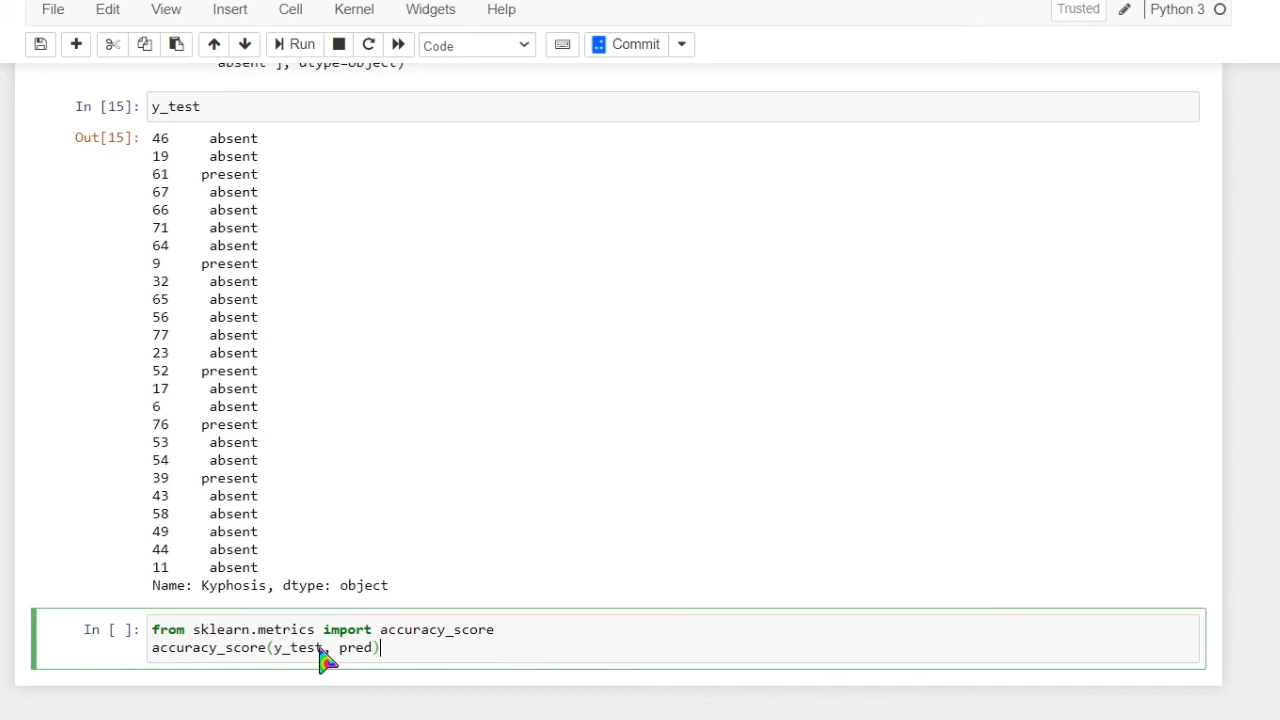 File Edit View Insert Cell Kernel Widgets Help Trusted Python 3
Run Code Commit
absent'], dtype=object)
In [15]: y_test
Out[15]: 46 absent
19 absent
61 present
67 absent
66 absent
71 absent
64 absent
9 present
32 absent
65 absent
56 absent
77 absent
23 absent
52 present
17 absent
6 absent
76 present
53 absent
54 absent
39 present
43 absent
58 absent
49 absent
44 absent
11 absent
Name: Kyphosis, dtype: object
In [ ]: from sklearn.metrics import accuracy_score
accuracy_score(y_test, pred)